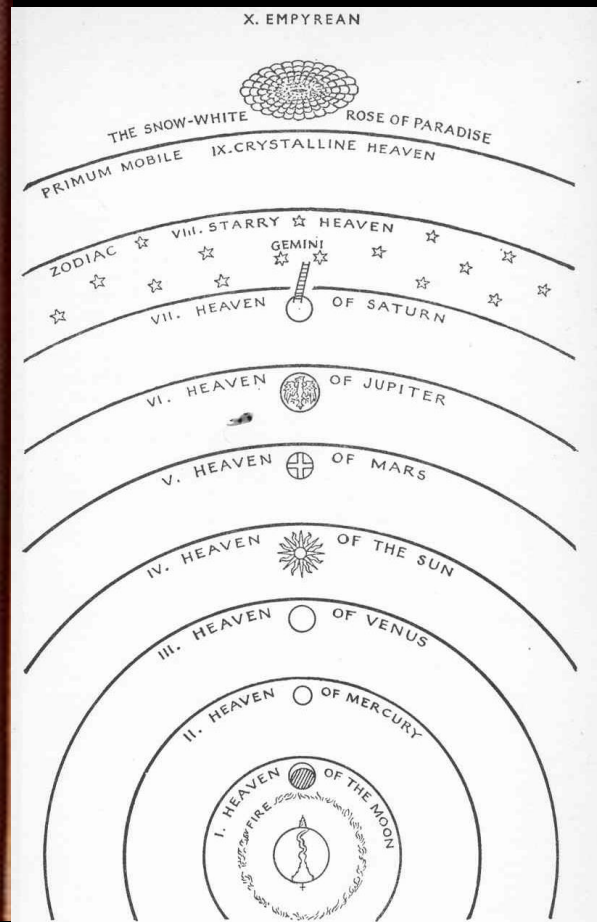 X. EMPYREAN
THE SNOW-WHITE ROSE OF PARADISE
PRIMUM MOBILE IX. CRYSTALLINE HEAVEN
ZODIAC VIII. STARRY HEAVEN
GEMINI
VII. HEAVEN OF SATURN
VI. HEAVEN OF JUPITER
V. HEAVEN OF MARS
IV. HEAVEN OF THE SUN
III. HEAVEN OF VENUS
II. HEAVEN OF MERCURY
I. HEAVEN OF THE MOON
FIRE